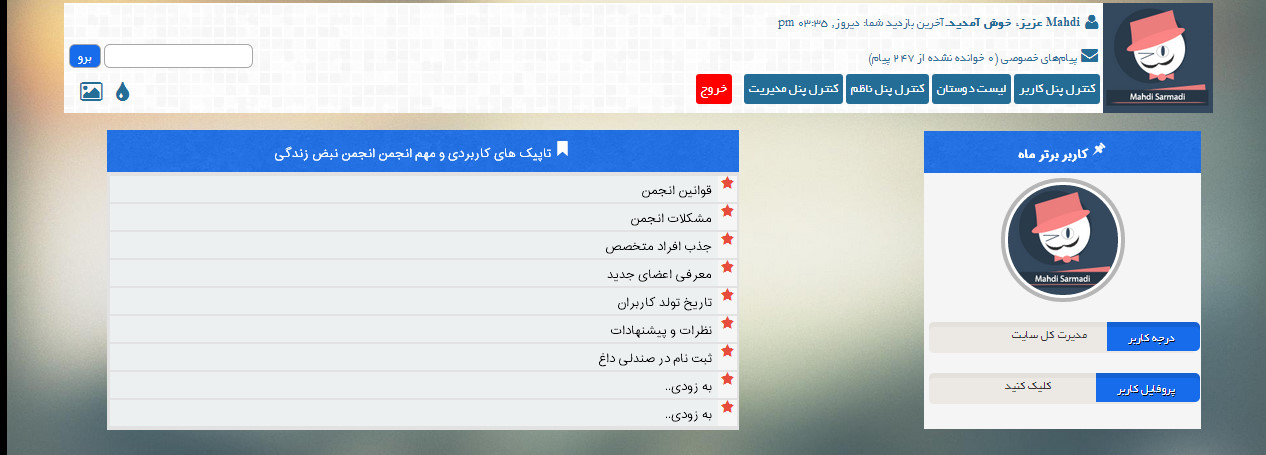 Mahdi عزیز، خوش آمدید. آخرین بازدید شما: دیروز, ۰۳:۳۵ pm
پیام‌های خصوصی (۰ خوانده نشده از ۲۴۷ پیام)
برو
کنترل پنل کاربر
لیست دوستان
کنترل پنل ناظم
کنترل پنل مدیریت
خروج
Mahdi Sarmadi
کاربر برتر ماه
Mahdi Sarmadi
درجه کاربر
مدیرت کل سایت
پروفایل کاربر
کلیک کنید
تاپیک های کاربردی و مهم انجمن انجمن نبض زندگی
قوانین انجمن
مشکلات انجمن
جذب افراد متخصص
معرفی اعضای جدید
تاریخ تولد کاربران
نظرات و پیشنهادات
ثبت نام در صندلی داغ
به زودی..
به زودی..